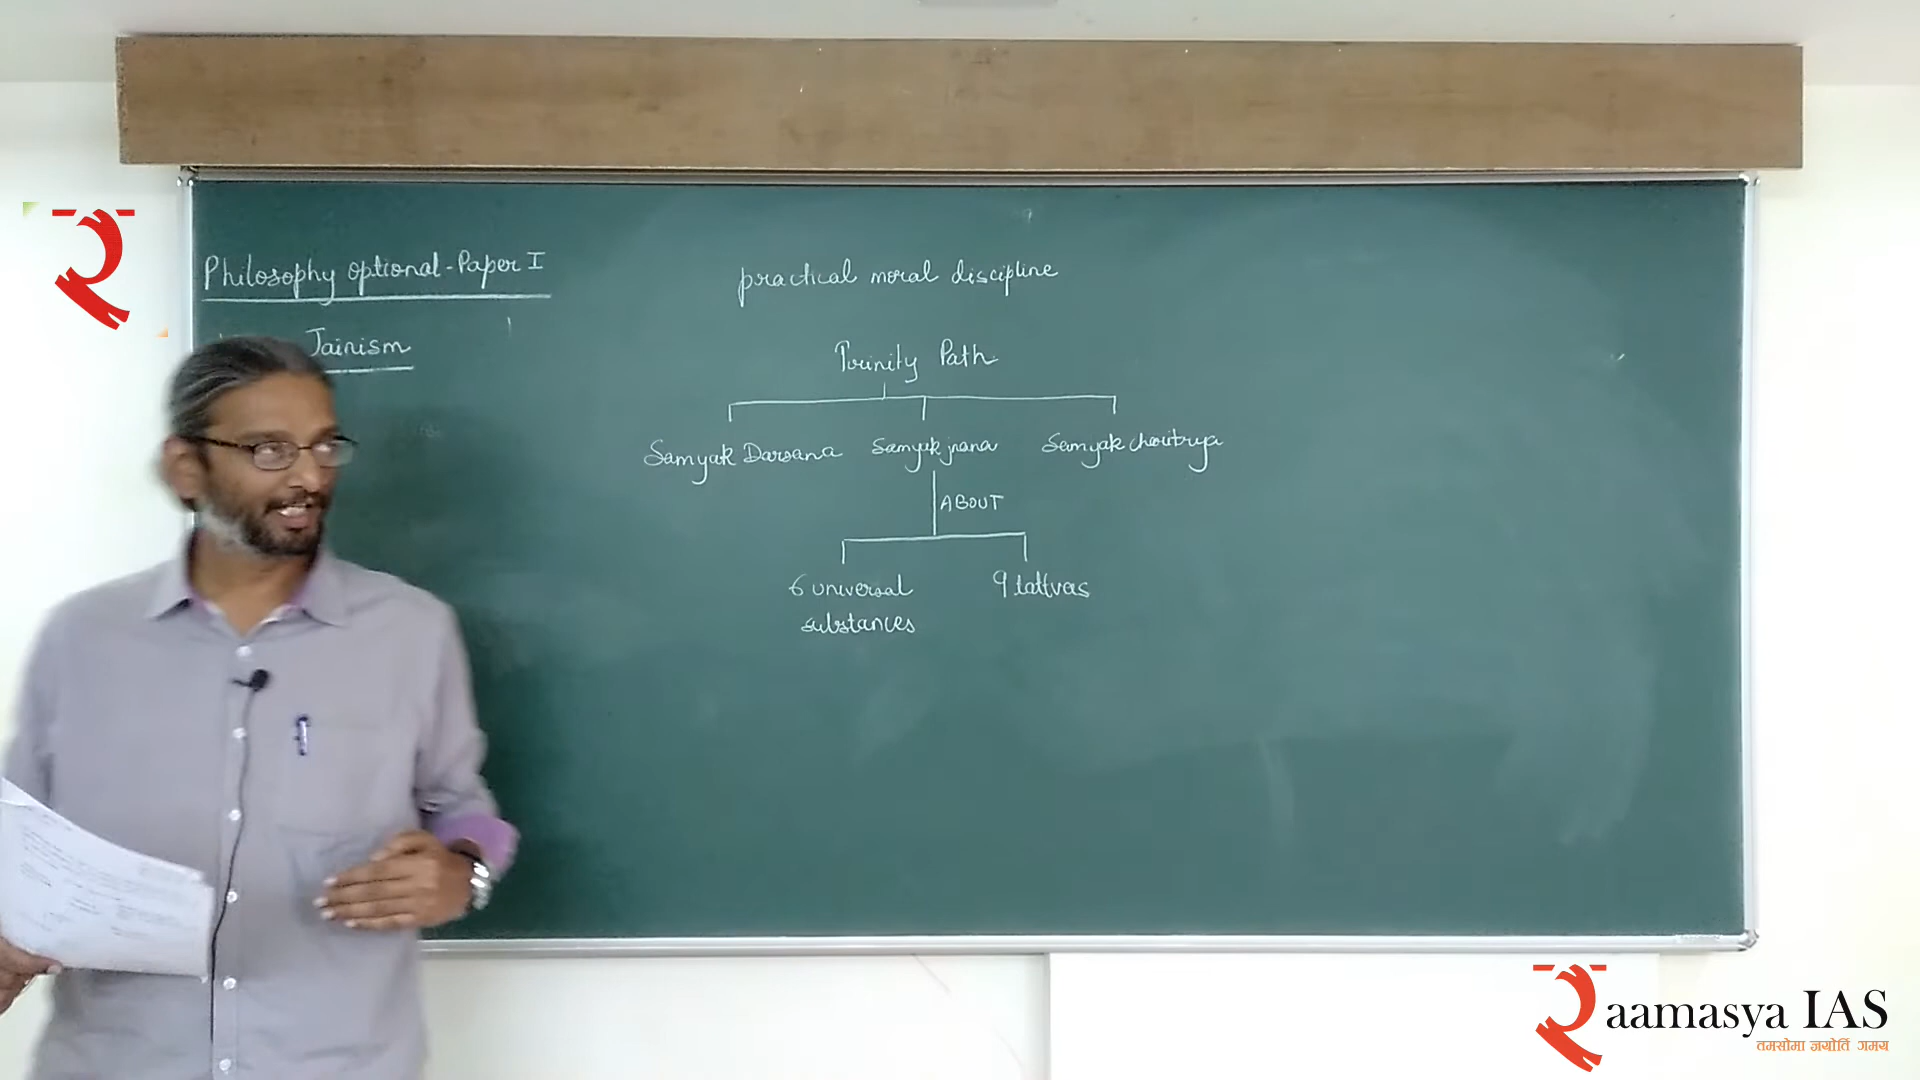 Philosophy optional - Paper I
Jainism
practical moral discipline
Trinity Path
Samyak Darsana Samyak jnana Samyak charitrya
ABOUT
6 universal 9 tattvas
substances
aamasya IAS
तमसोमा ज्योर्ति गमय